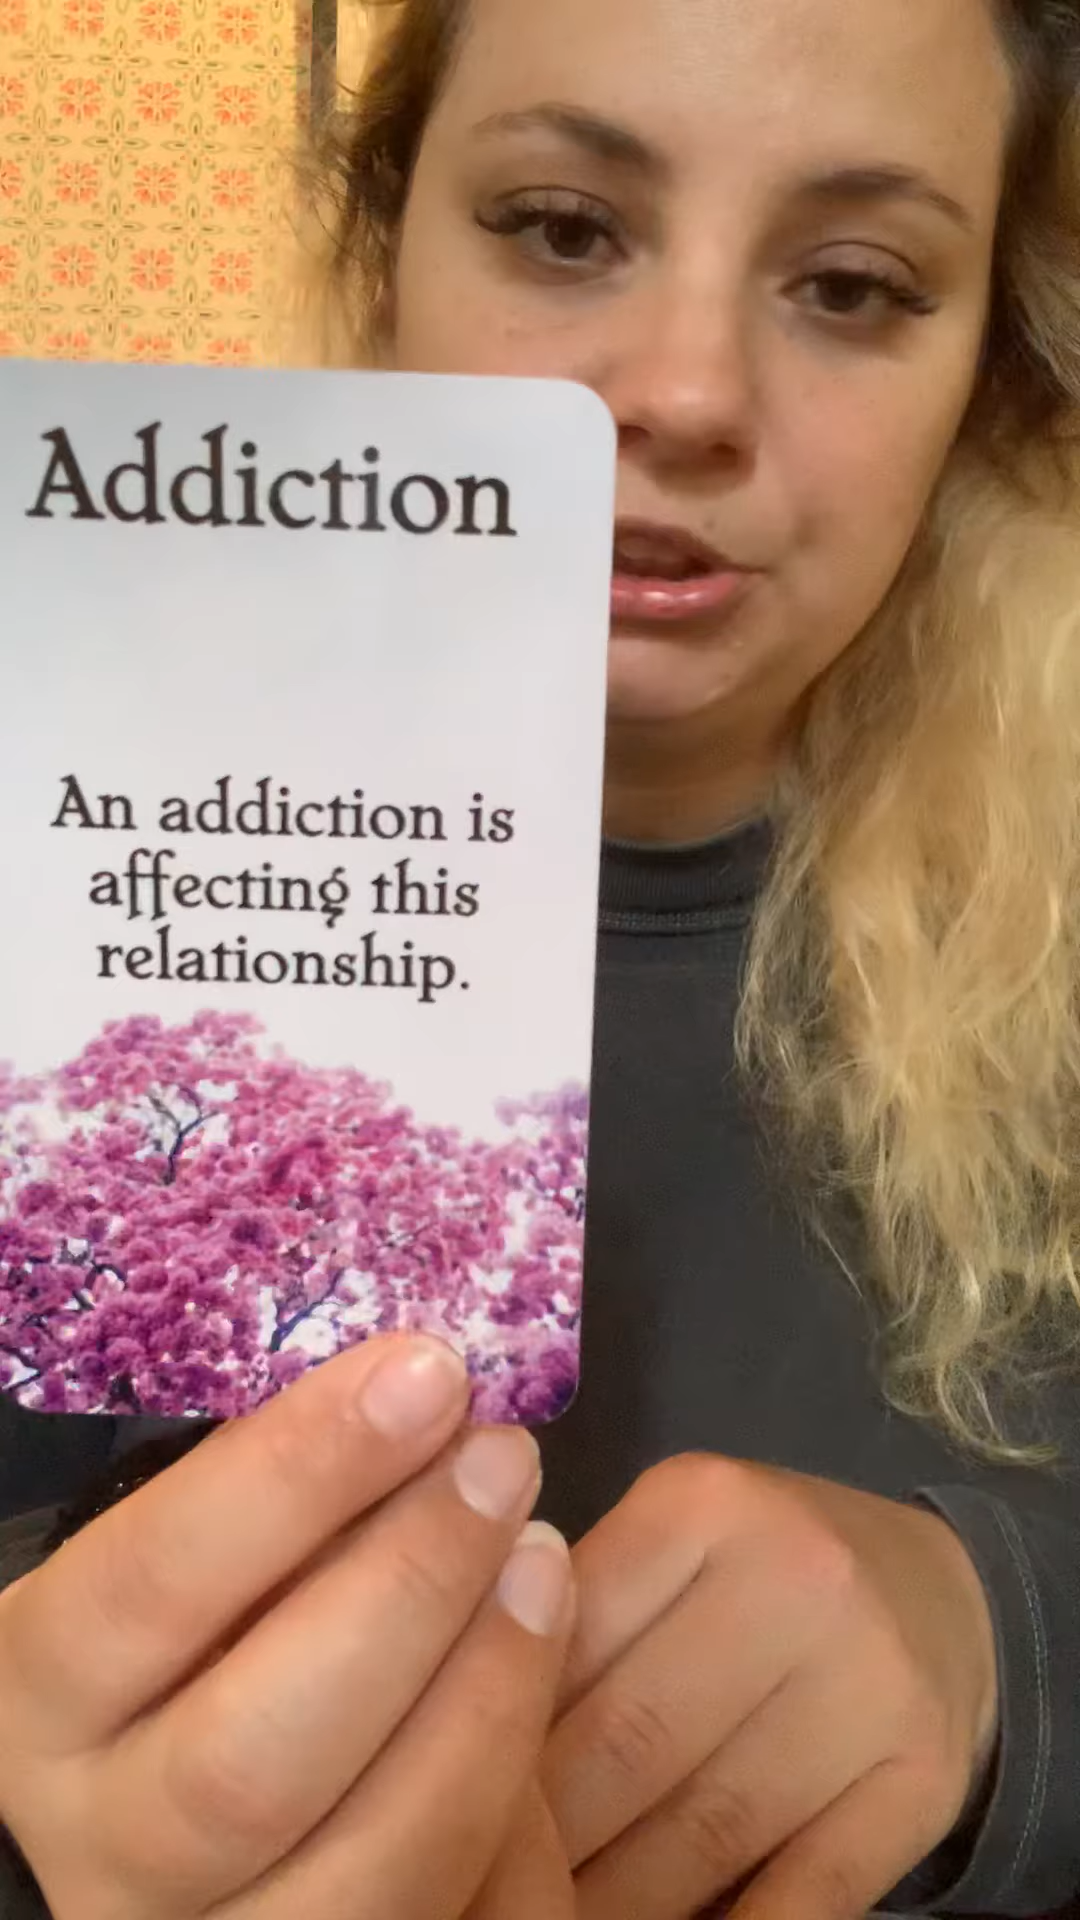 Addiction
An addiction is
affecting this
relationship.